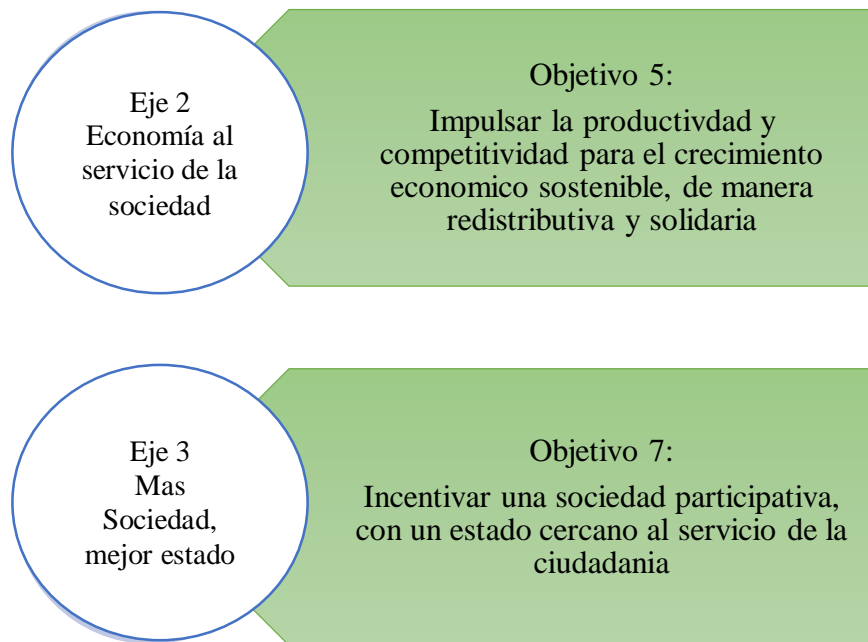 Eje 2
Economía al
servicio de la
sociedad
Objetivo 5:
Impulsar la productivdad y
competitividad para el crecimiento
economico sostenible, de manera
redistributiva y solidaria
Eje 3
Mas
Sociedad,
mejor estado
Objetivo 7:
Incentivar una sociedad participativa,
con un estado cercano al servicio de la
ciudadania